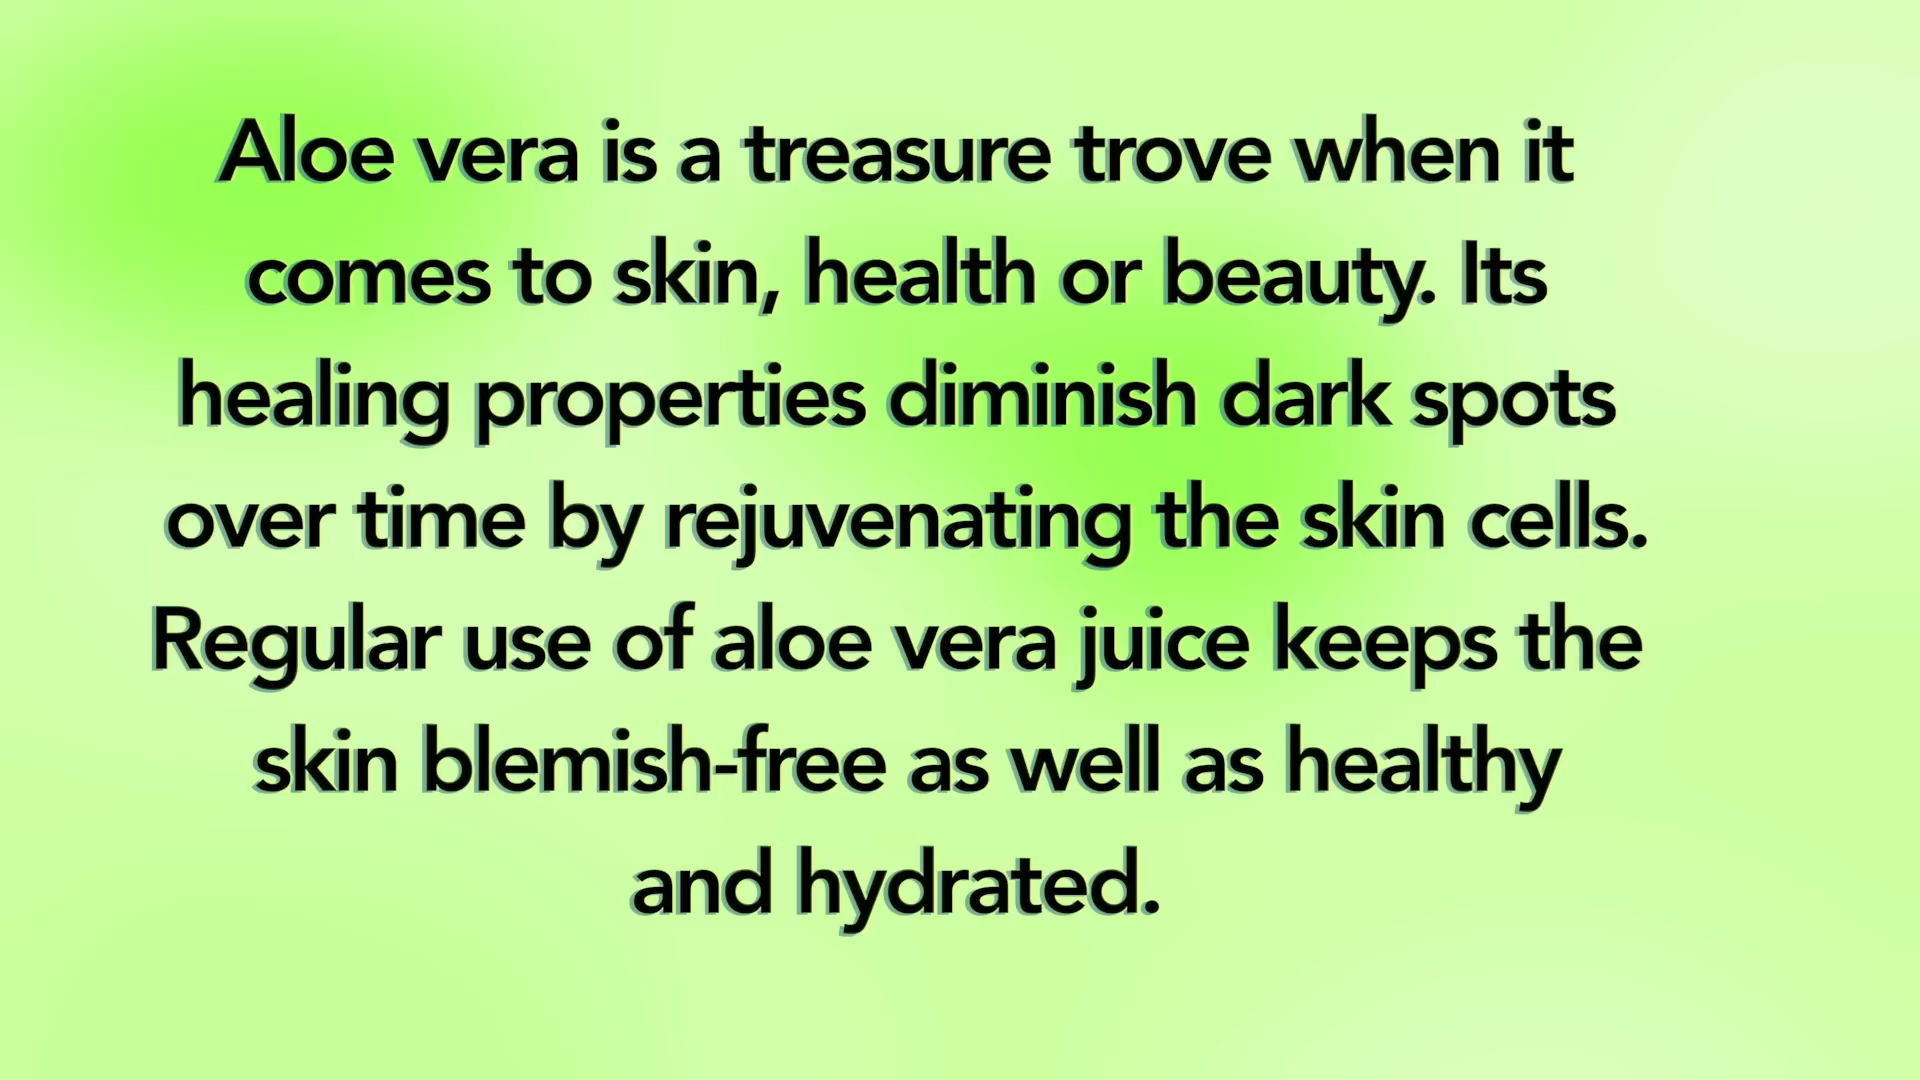 Aloe vera is a treasure trove when it
comes to skin, health or beauty. Its
healing properties diminish dark spots
over time by rejuvenating the skin cells.
Regular use of aloe vera juice keeps the
skin blemish-free as well as healthy
and hydrated.